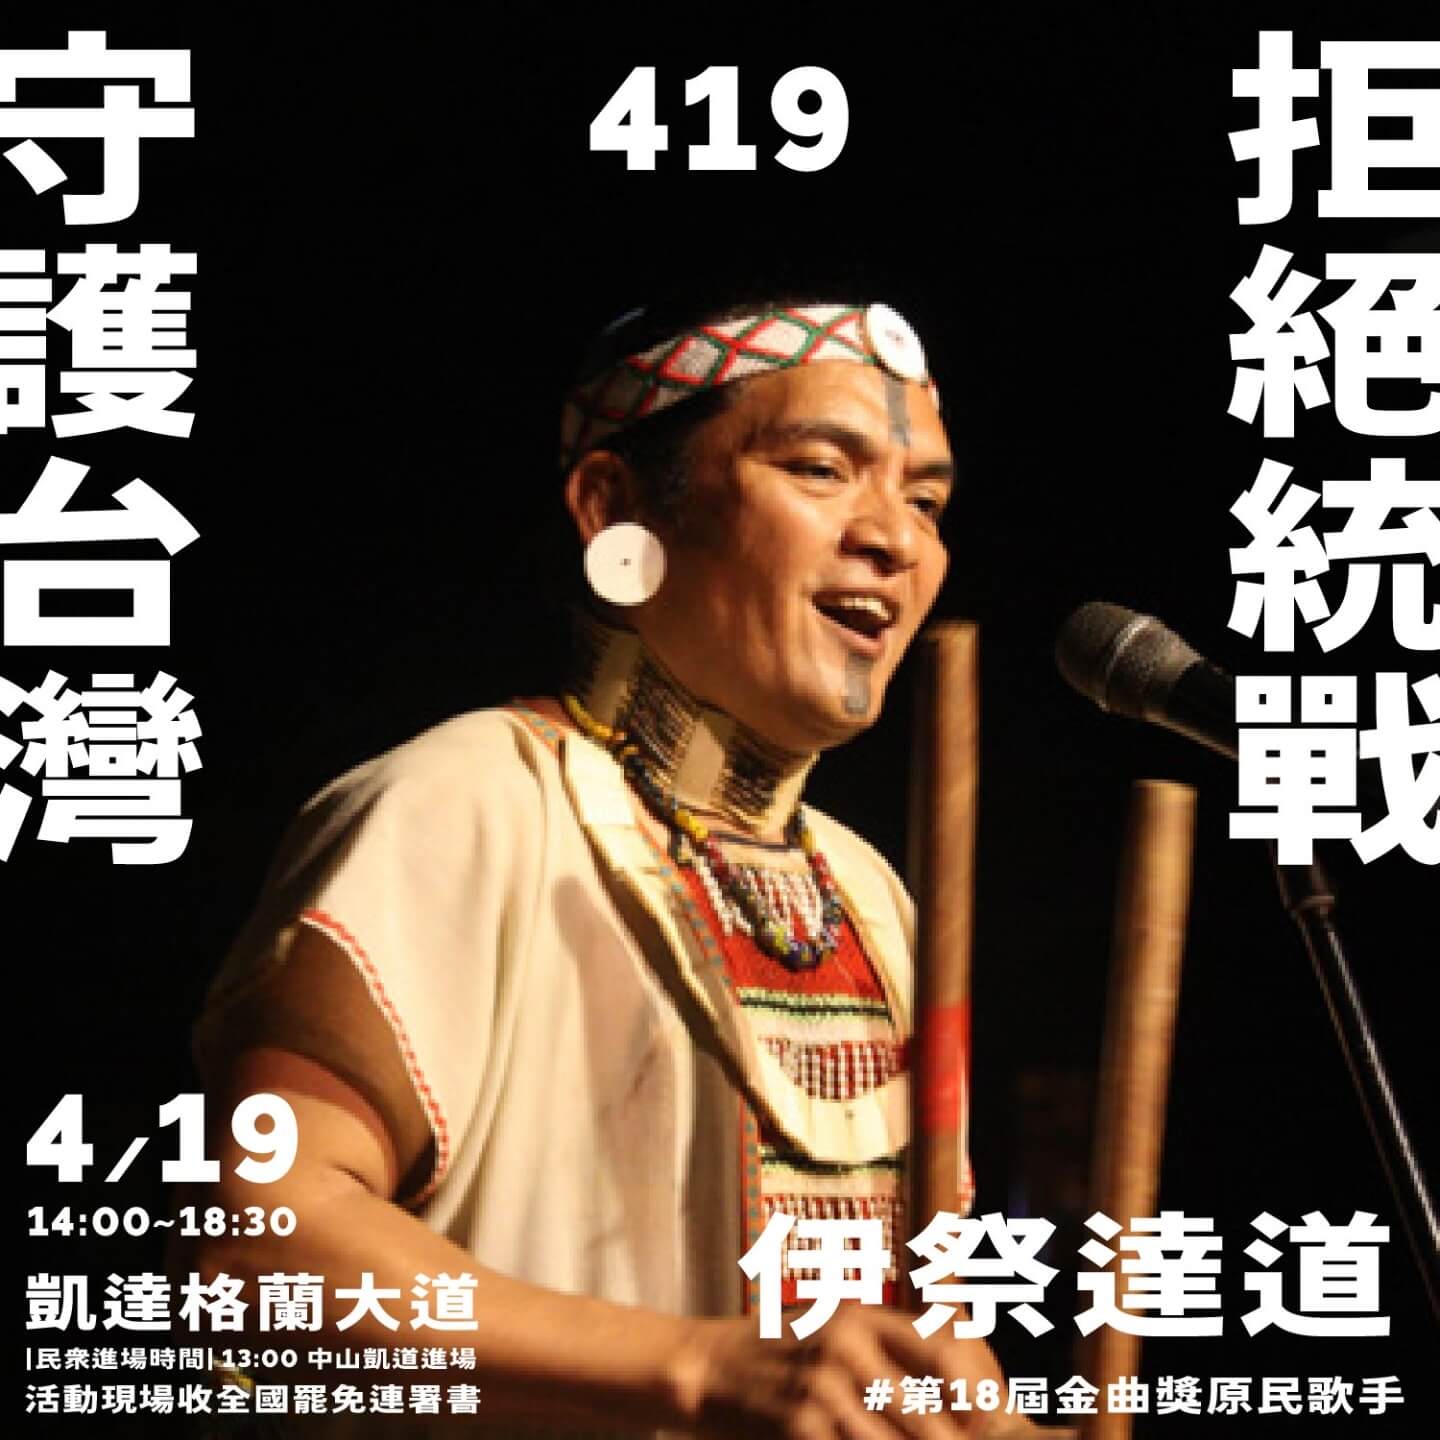 419
拒絕統戰
守護台灣
4/19
14:00~18:30
凱達格蘭大道
|民眾進場時間| 13:00 中山凱道進場
活動現場收全國罷免連署書
伊祭達道
#第18屆金曲獎原民歌手